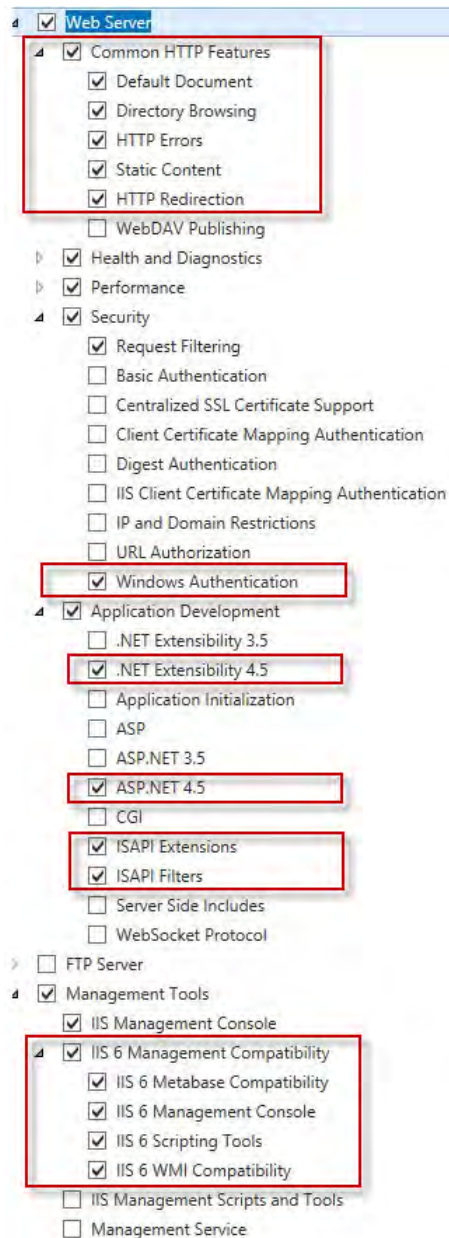 Web Server
Common HTTP Features
Default Document
Directory Browsing
HTTP Errors
Static Content
HTTP Redirection
WebDAV Publishing
Health and Diagnostics
Performance
Security
Request Filtering
Basic Authentication
Centralized SSL Certificate Support
Client Certificate Mapping Authentication
Digest Authentication
IIS Client Certificate Mapping Authentication
IP and Domain Restrictions
URL Authorization
Windows Authentication
Application Development
.NET Extensibility 3.5
.NET Extensibility 4.5
Application Initialization
ASP
ASP.NET 3.5
ASP.NET 4.5
CGI
ISAPI Extensions
ISAPI Filters
Server Side Includes
WebSocket Protocol
FTP Server
Management Tools
IIS Management Console
IIS 6 Management Compatibility
IIS 6 Metabase Compatibility
IIS 6 Management Console
IIS 6 Scripting Tools
IIS 6 WMI Compatibility
IIS Management Scripts and Tools
Management Service